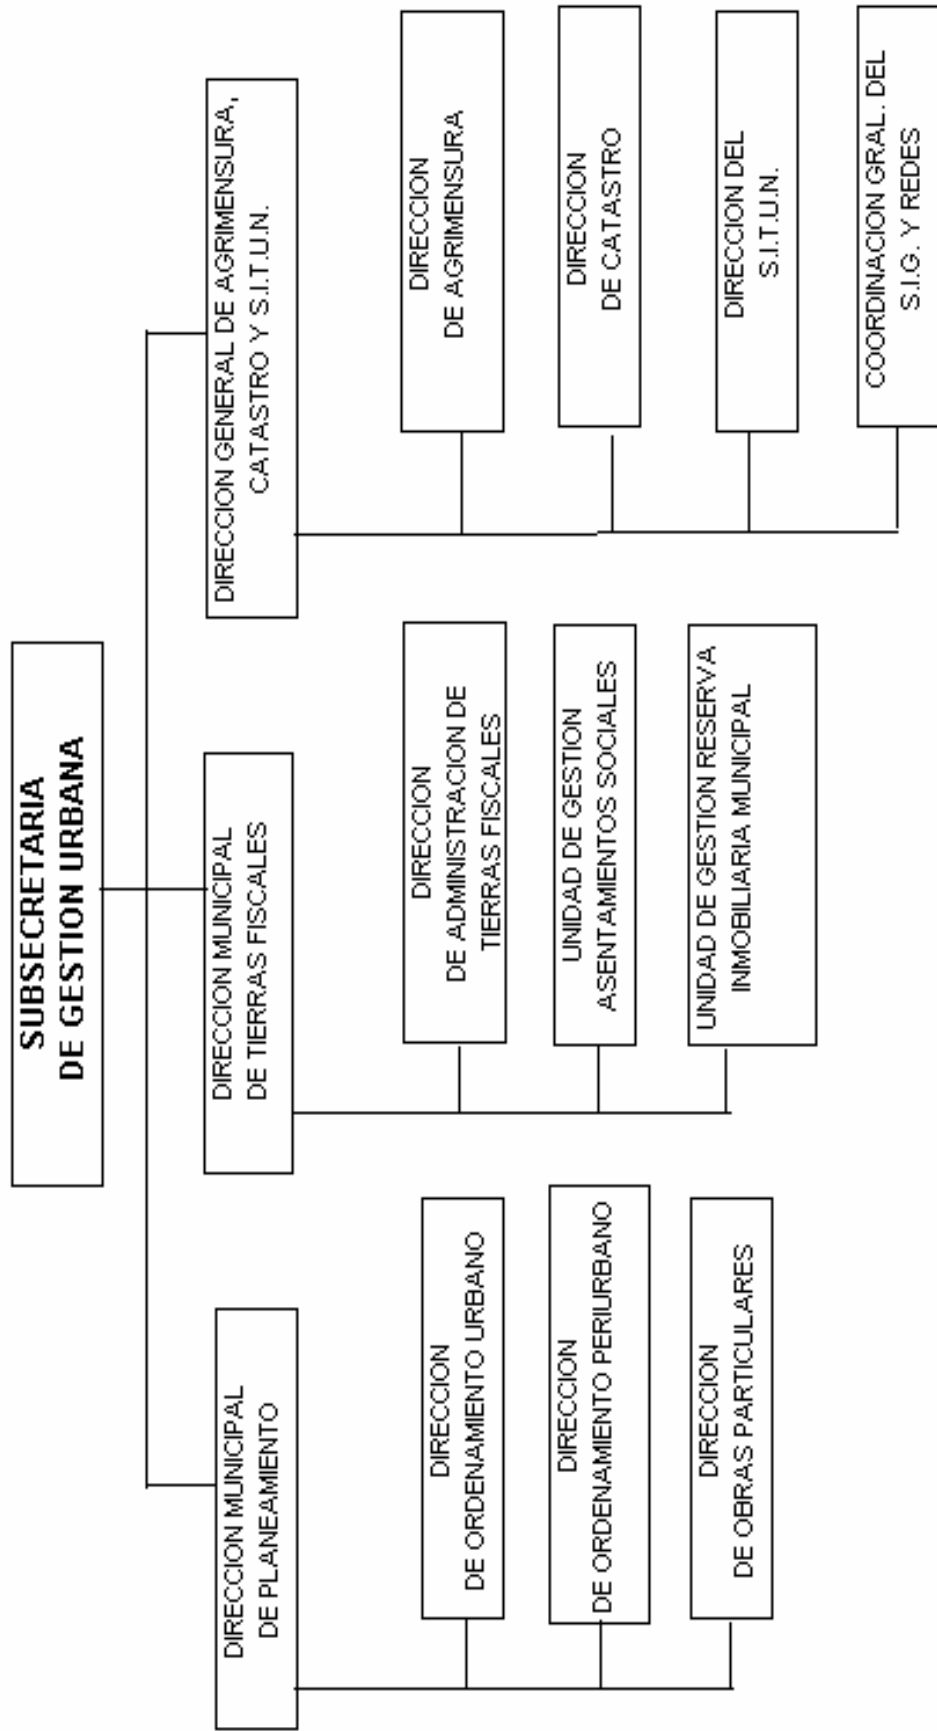 SUBSECRETARIA
DE GESTION URBANA
DIRECCION MUNICIPAL
DE PLANEAMIENTO
DIRECCION
DE ORDENAMIENTO URBANO
DIRECCION
DE ORDENAMIENTO PERIURBANO
DIRECCION
DE OBRAS PARTICULARES
DIRECCION MUNICIPAL
DE TIERRAS FISCALES
DIRECCION
DE ADMINISTRACION DE
TIERRAS FISCALES
UNIDAD DE GESTION
ASENTAMIENTOS SOCIALES
UNIDAD DE GESTION RESERVA
INMOBILIARIA MUNICIPAL
DIRECCION GENERAL DE AGRIMENSURA,
CATASTRO Y S.I.T.U.N.
DIRECCION
DE AGRIMENSURA
DIRECCION
DE CATASTRO
DIRECCION DEL
S.I.T.U.N.
COORDINACION GRAL. DEL
S.I.G. Y REDES